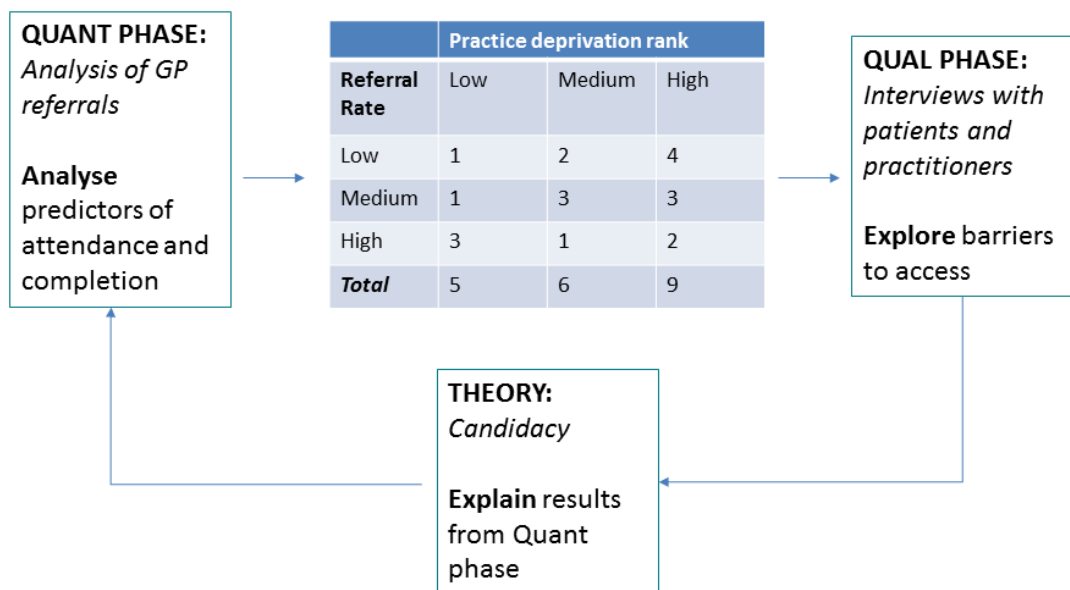 QUANT PHASE:
Analysis of GP
referrals
Analyse
predictors of
attendance and
completion
Practice deprivation rank
Referral Rate Low Medium High
Low 1 2 4
Medium 1 3 3
High 3 1 2
Total 5 6 9
QUAL PHASE:
Interviews with
patients and
practitioners
Explore barriers
to access
THEORY:
Candidacy
Explain results
from Quant
phase